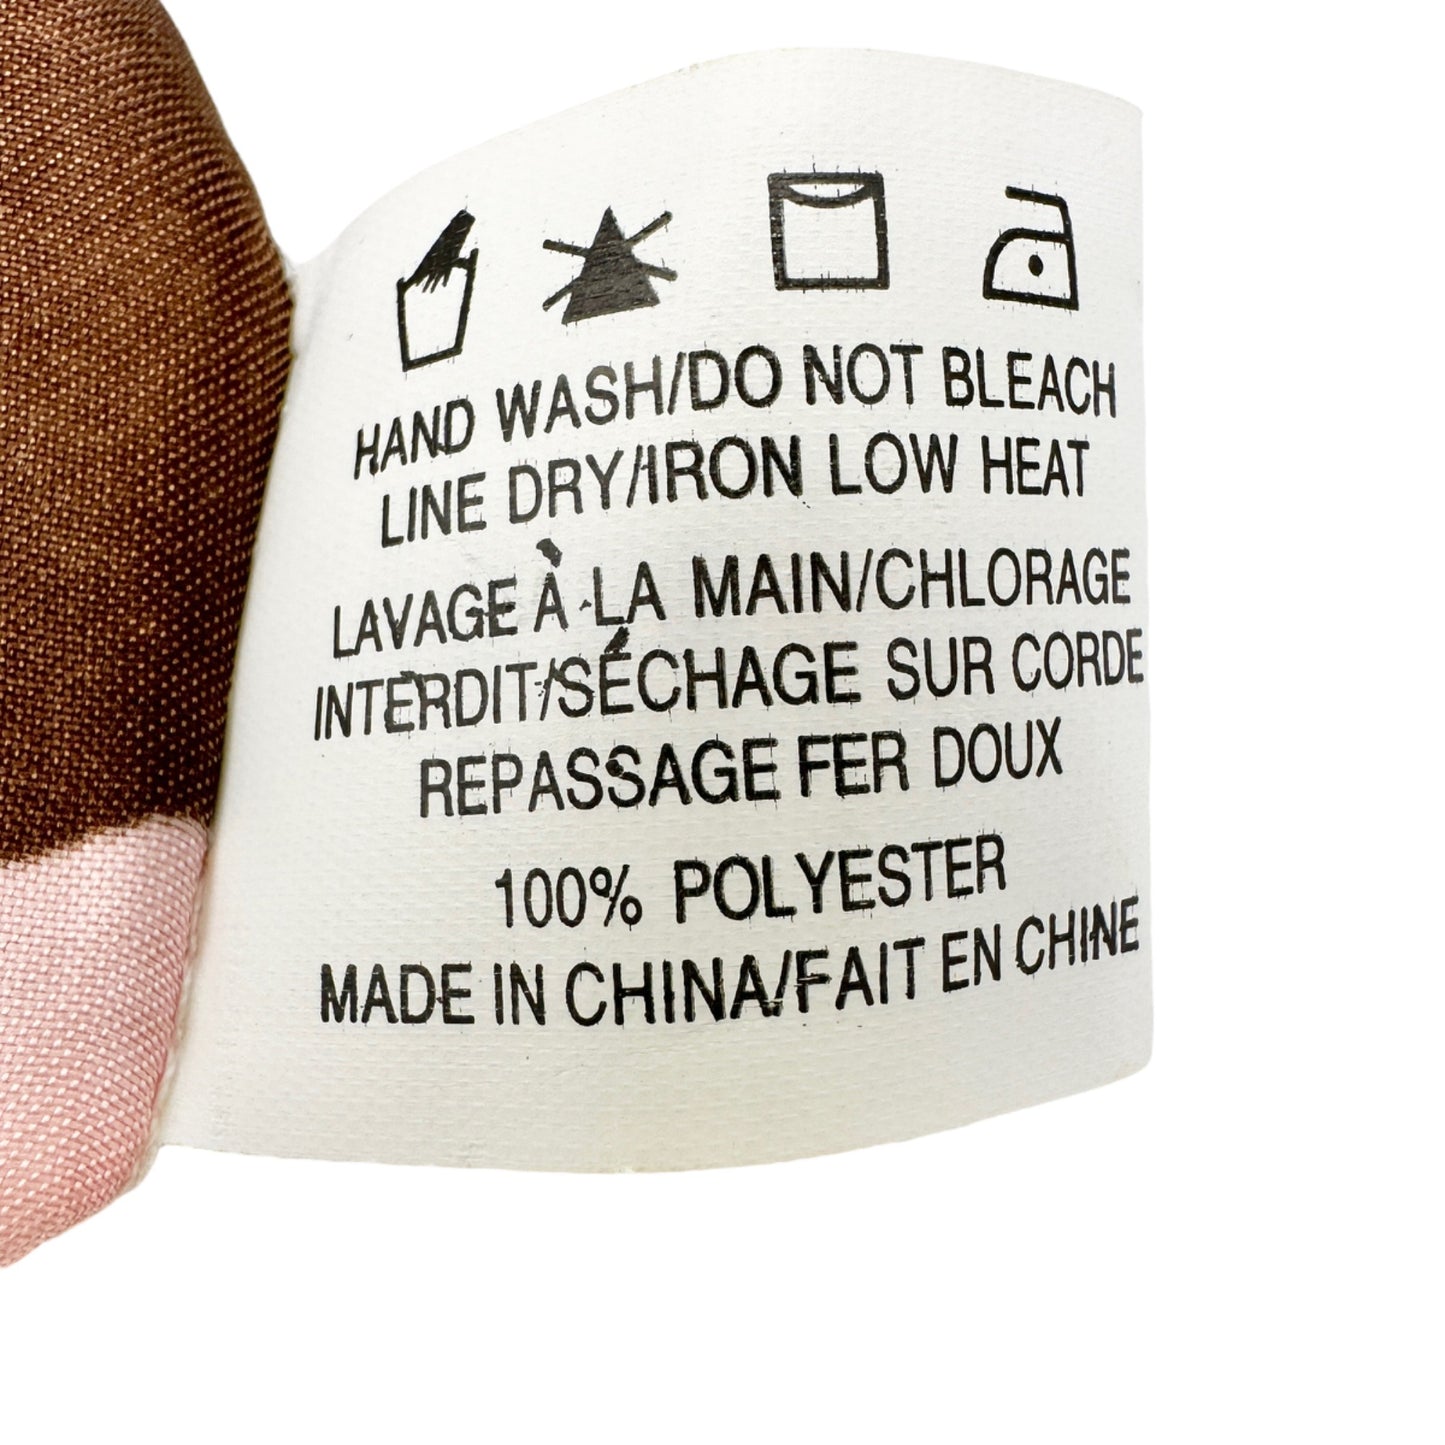 HAND WASH/DO NOT BLEACH
LINE DRY/IRON LOW HEAT
LAVAGE À LA MAIN/CHLORAGE
INTERDIT/SÉCHAGE SUR CORDE
REPASSAGE FER DOUX
100% POLYESTER
MADE IN CHINA/FAIT EN CHINE